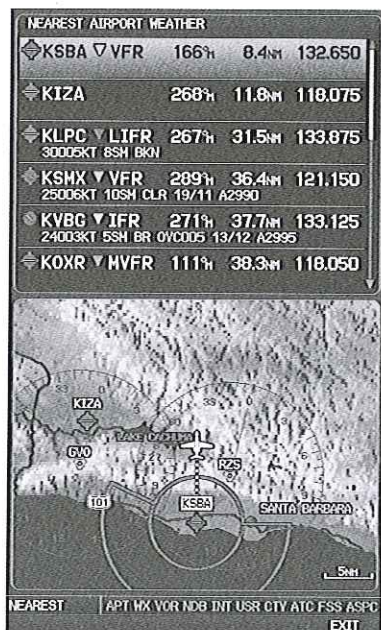 NEAREST AIRPORT WEATHER
KSBA VFR 166°M 8.4NM 132.650
KIZA 268°M 11.8NM 118.075
KLPC LIFR 267°M 31.5NM 133.875
30005KT 8SM BKN
KSMX VFR 289°M 36.4NM 121.150
25006KT 10SM CLR 19/11 A2990
KVBG IFR 271°M 37.7NM 133.125
24003KT 5SM BR OVC005 13/12 A2995
KOXR MVFR 111°M 38.3NM 118.050
33 0
33 0
KIZA
LAKE CACHUMA
GVO
RZS
101
KSBA
SANTA BARBARA
5NM
NEAREST APT WX VOR NDB INT USR CTY ATC FSS ASPC
EXIT